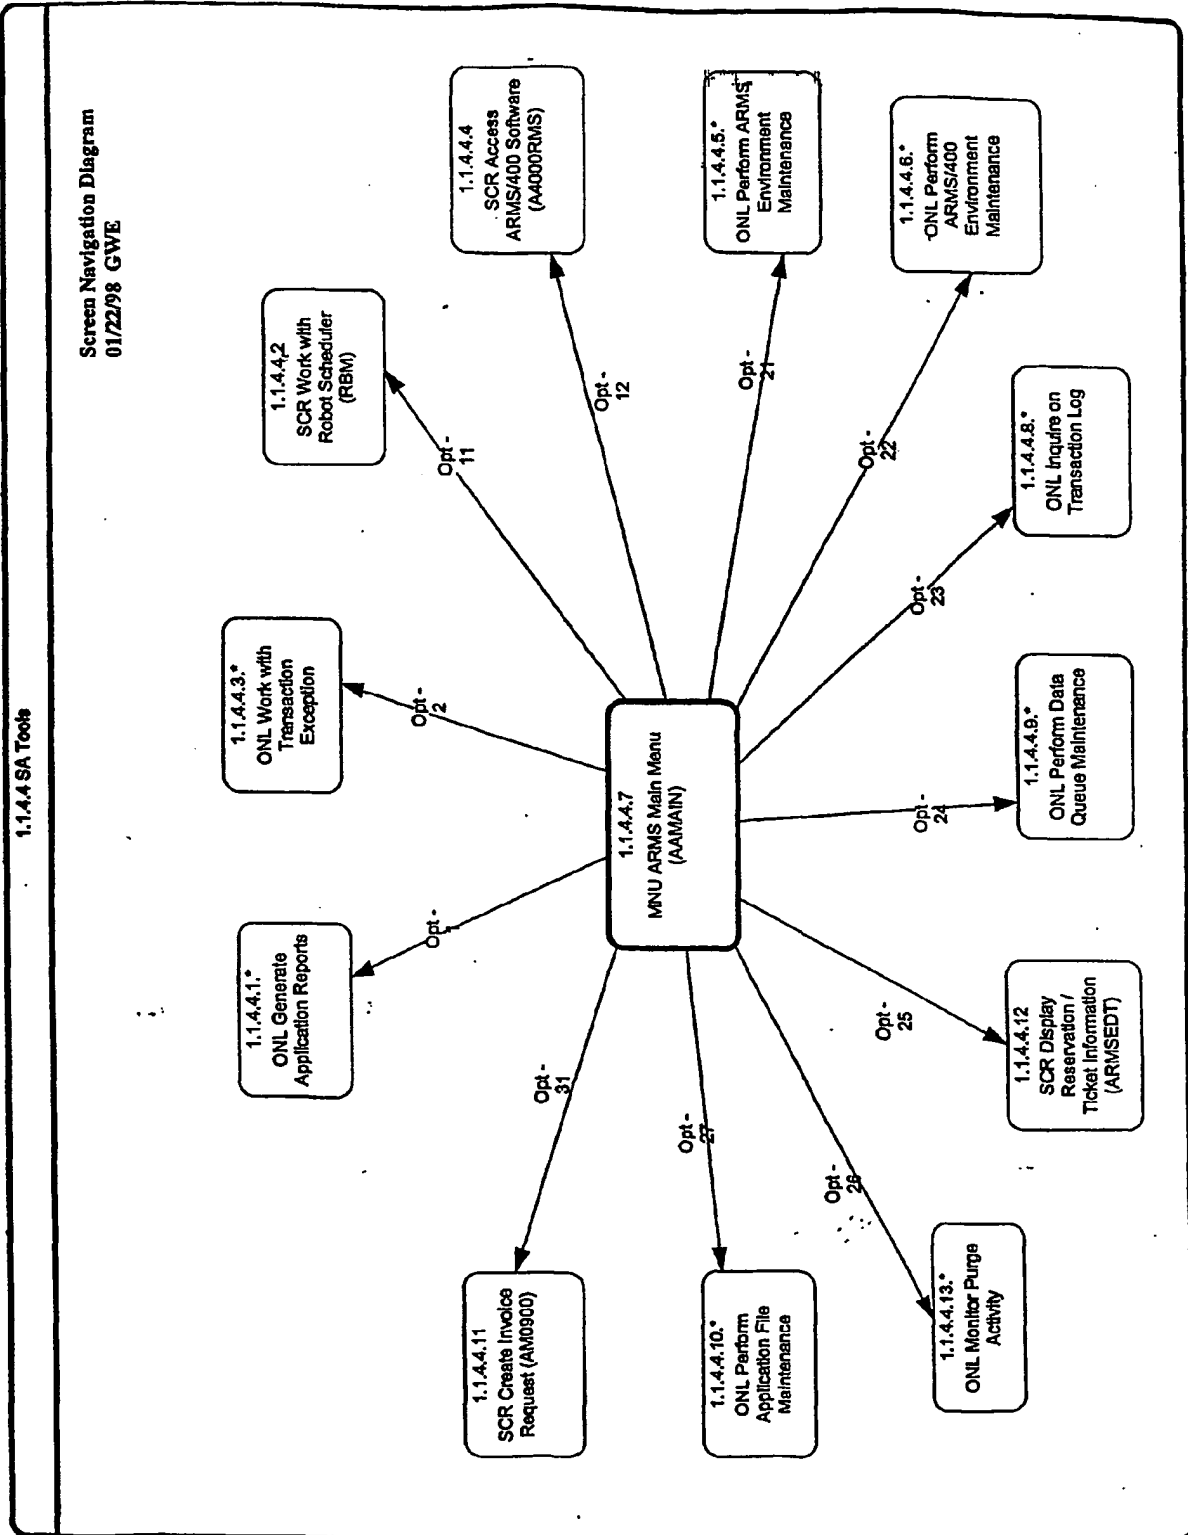 1.1.4.4 SA Tools
Screen Navigation Diagram
01/22/98 GWE
1.1.4.4.1.*
ONL Generate
Application Reports
1.1.4.4.3.*
ONL Work with
Transaction
Exception
1.1.4.4.2
SCR Work with
Robot Scheduler
(RBM)
1.1.4.4.4
SCR Access
ARMS/400 Software
(A4000RMS)
1.1.4.4.5.*
ONL Perform ARMS
Environment
Maintenance
1.1.4.4.6.*
ONL Perform
ARMS/400
Environment
Maintenance
1.1.4.4.8.*
ONL Inquire on
Transaction Log
1.1.4.4.9.*
ONL Perform Data
Queue Maintenance
1.1.4.4.12
SCR Display
Reservation /
Ticket Information
(ARMSEDT)
1.1.4.4.13.*
ONL Monitor Purge
Activity
1.1.4.4.10.*
ONL Perform
Application File
Maintenance
1.1.4.4.11
SCR Create Invoice
Request (AM0900)
1.1.4.4.7
MNU ARMS Main Menu
(AAMAIN)
Opt -
1
Opt -
2
Opt -
11
Opt -
12
Opt -
21
Opt -
22
Opt -
23
Opt -
24
Opt -
25
Opt -
26
Opt -
27
Opt -
31